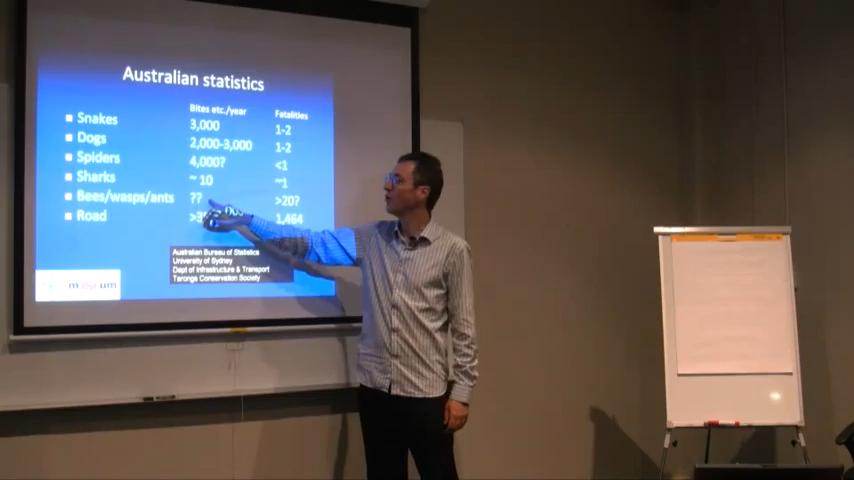 Australian statistics
Bites etc./year Fatalities
Snakes 3,000 1-2
Dogs 2,000-3,000 1-2
Spiders 4,000? <1
Sharks ~ 10 ~1
Bees/wasps/ants ?? >20?
Road 1,464
Australian Bureau of Statistics
University of Sydney
Dept of Infrastructure & Transport
Taronga Conservation Society